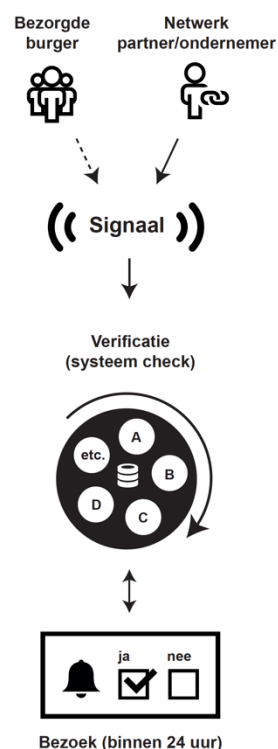 Bezorgde
burger
Netwerk
partner/ondernemer
Signaal
Verificatie
(systeem check)
A
B
C
D
etc.
ja
nee
Bezoek (binnen 24 uur)